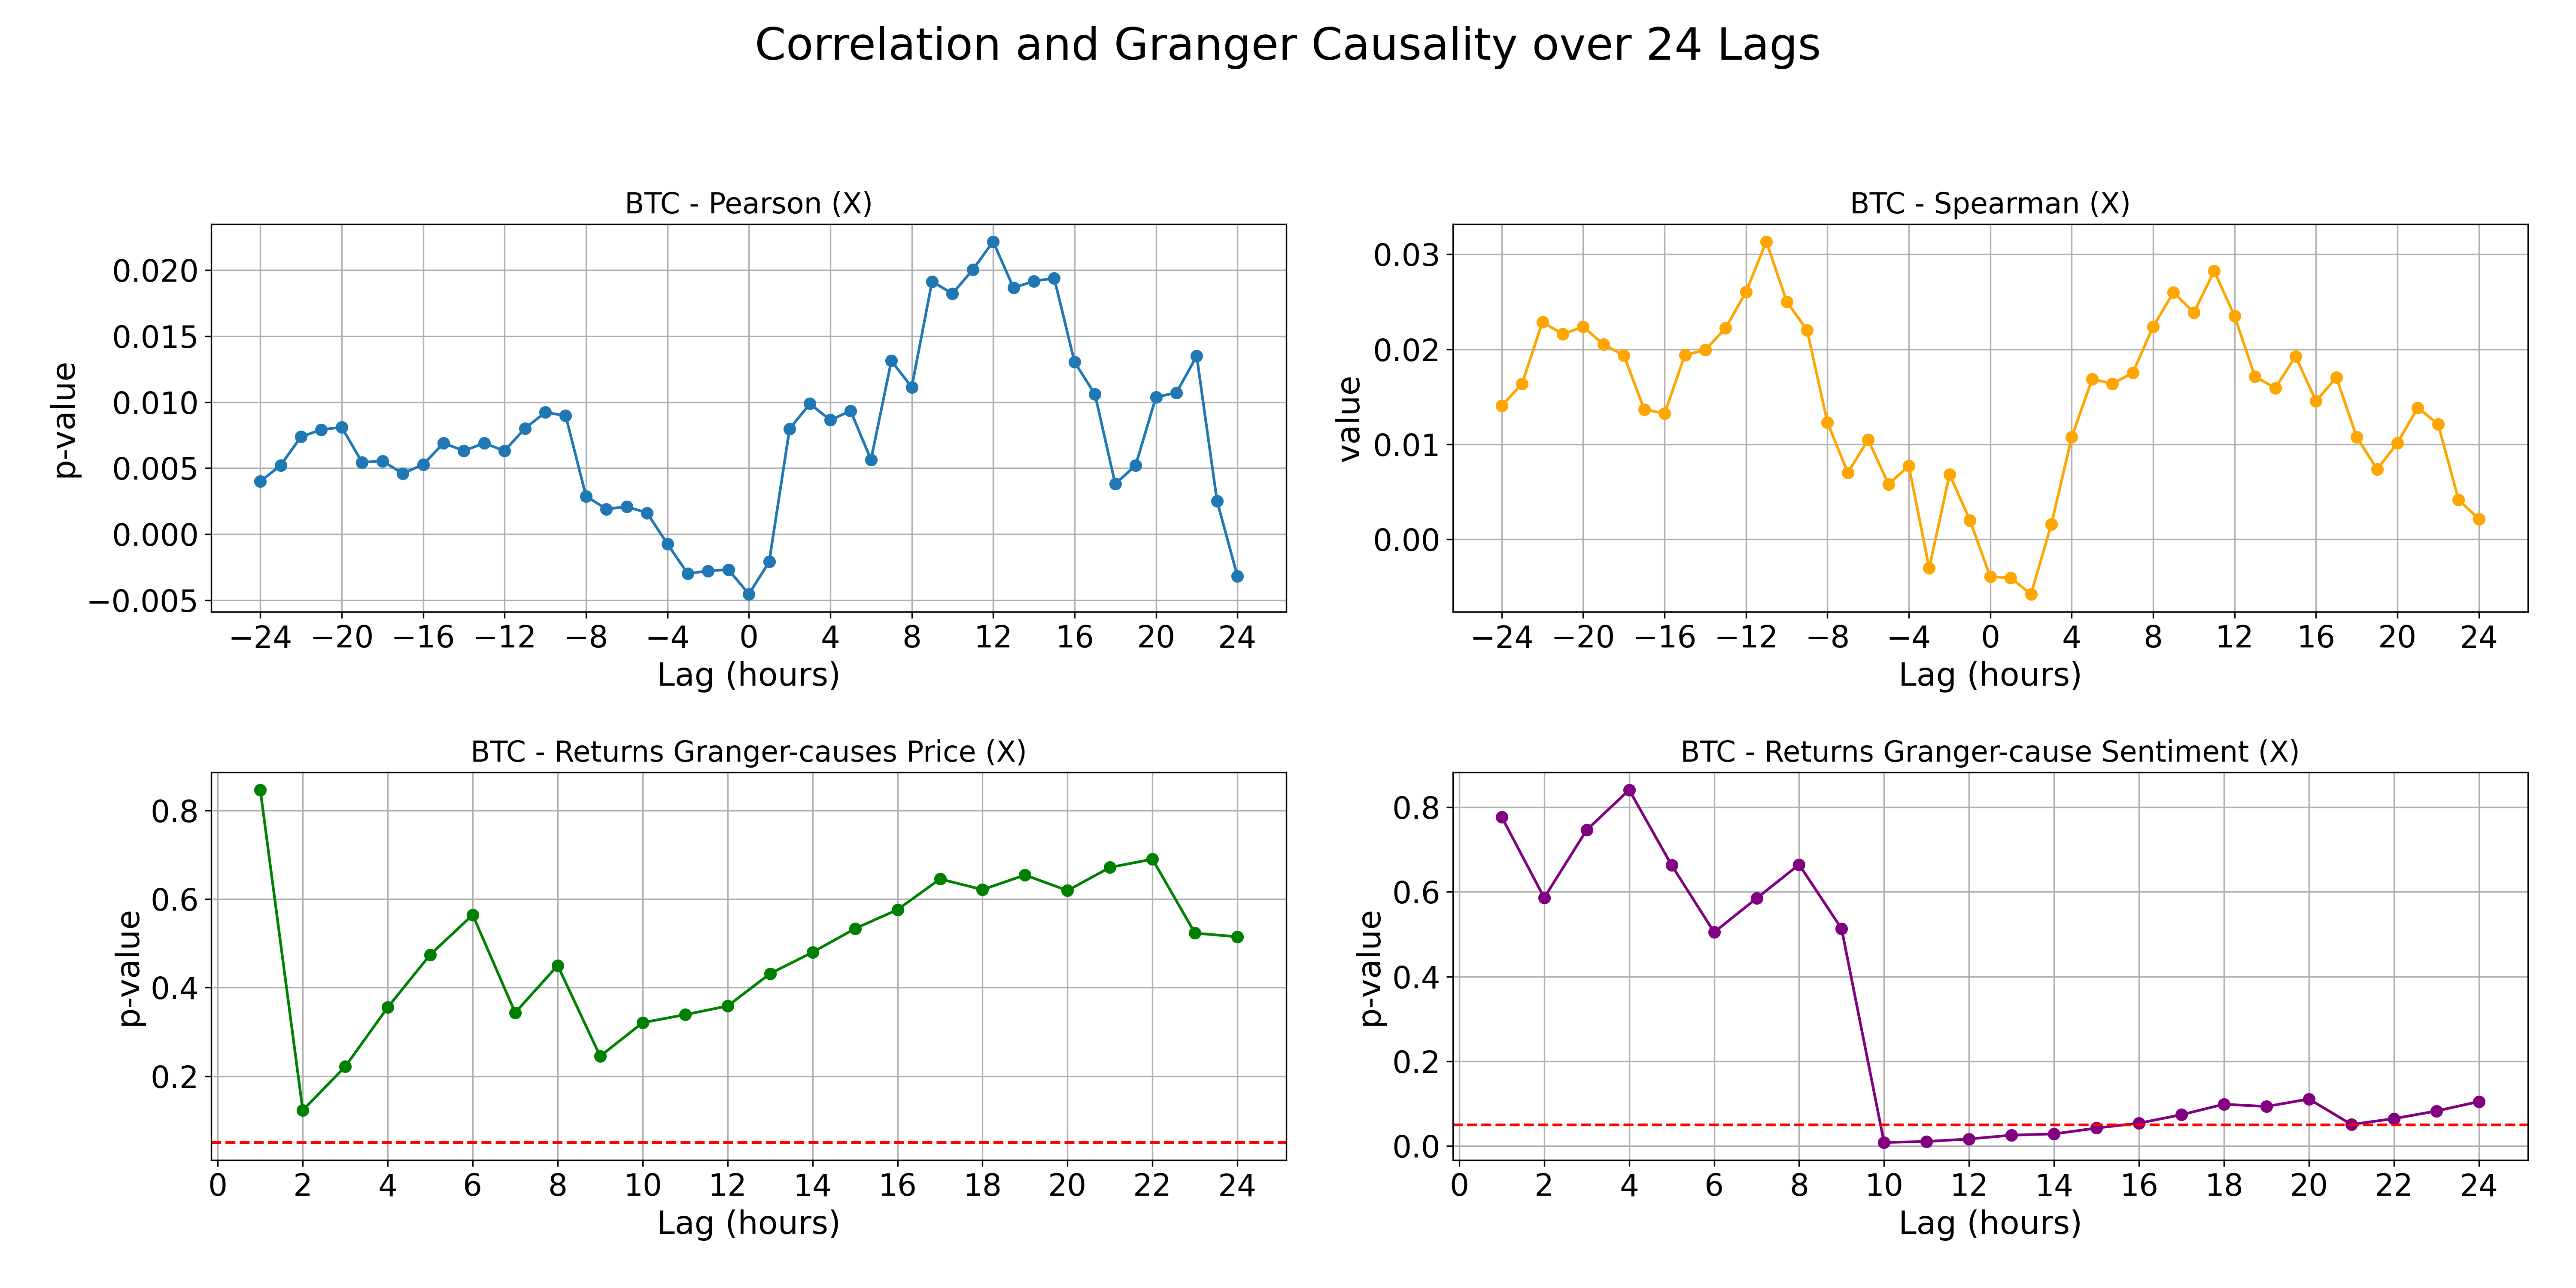 Correlation and Granger Causality over 24 Lags
BTC - Pearson (X)
p-value
0.020
0.015
0.010
0.005
0.000
−0.005
−24 −20 −16 −12 −8 −4 0 4 8 12 16 20 24
Lag (hours)
BTC - Spearman (X)
value
0.03
0.02
0.01
0.00
−24 −20 −16 −12 −8 −4 0 4 8 12 16 20 24
Lag (hours)
BTC - Returns Granger-causes Price (X)
p-value
0.8
0.6
0.4
0.2
0 2 4 6 8 10 12 14 16 18 20 22 24
Lag (hours)
BTC - Returns Granger-cause Sentiment (X)
p-value
0.8
0.6
0.4
0.2
0.0
0 2 4 6 8 10 12 14 16 18 20 22 24
Lag (hours)